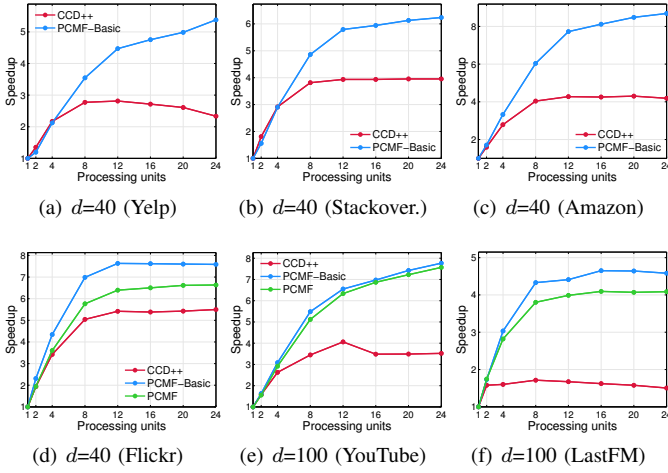 CCD++
PCMF-Basic
Speedup
5
4
3
2
1
1 2 4 8 12 16 20 24
Processing units
(a) d=40 (Yelp)
Speedup
6
5
4
3
2
1
CCD++
PCMF-Basic
1 2 4 8 12 16 20 24
Processing units
(b) d=40 (Stackover.)
Speedup
8
6
4
2
CCD++
PCMF-Basic
1 2 4 8 12 16 20 24
Processing units
(c) d=40 (Amazon)
Speedup
8
7
6
5
4
3
2
1
CCD++
PCMF-Basic
PCMF
1 2 4 8 12 16 20 24
Processing units
(d) d=40 (Flickr)
CCD++
PCMF-Basic
PCMF
Speedup
8
7
6
5
4
3
2
1
1 2 4 8 12 16 20 24
Processing units
(e) d=100 (YouTube)
Speedup
5
4
3
2
1
CCD++
PCMF-Basic
PCMF
1 2 4 8 12 16 20 24
Processing units
(f) d=100 (LastFM)